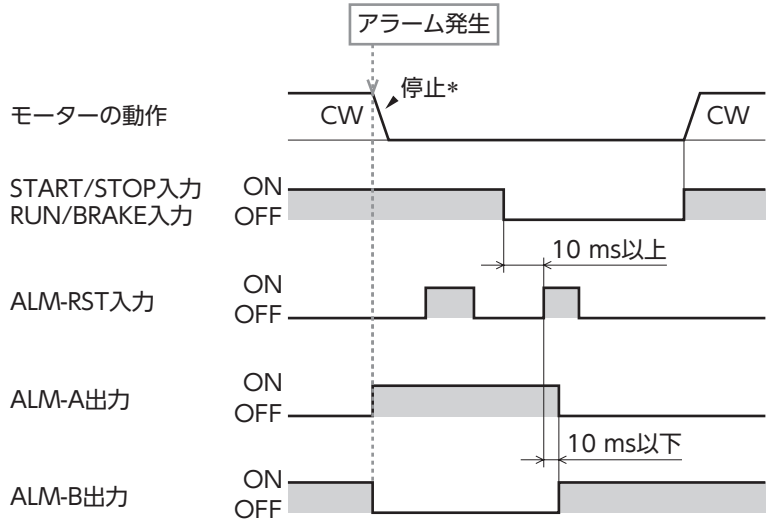 アラーム発生
停止*
モーターの動作
CW
CW
START/STOP入力
RUN/BRAKE入力
ON
OFF
10 ms以上
ALM-RST入力
ON
OFF
ALM-A出力
ON
OFF
10 ms以下
ALM-B出力
ON
OFF